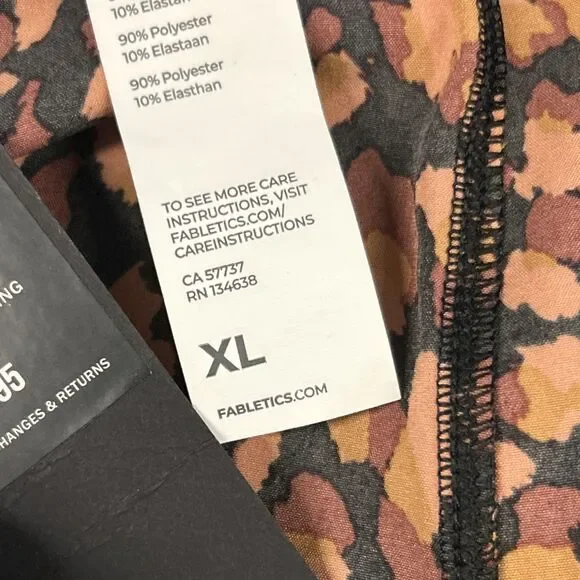 10% Elastan
90% Polyester
10% Elastaan
90% Polyester
10% Elasthan
TO SEE MORE CARE
INSTRUCTIONS, VISIT
FABLETICS.COM/
CAREINSTRUCTIONS
CA 57737
RN 134638
XL
FABLETICS.COM
NG
95
HANGES & RETURNS